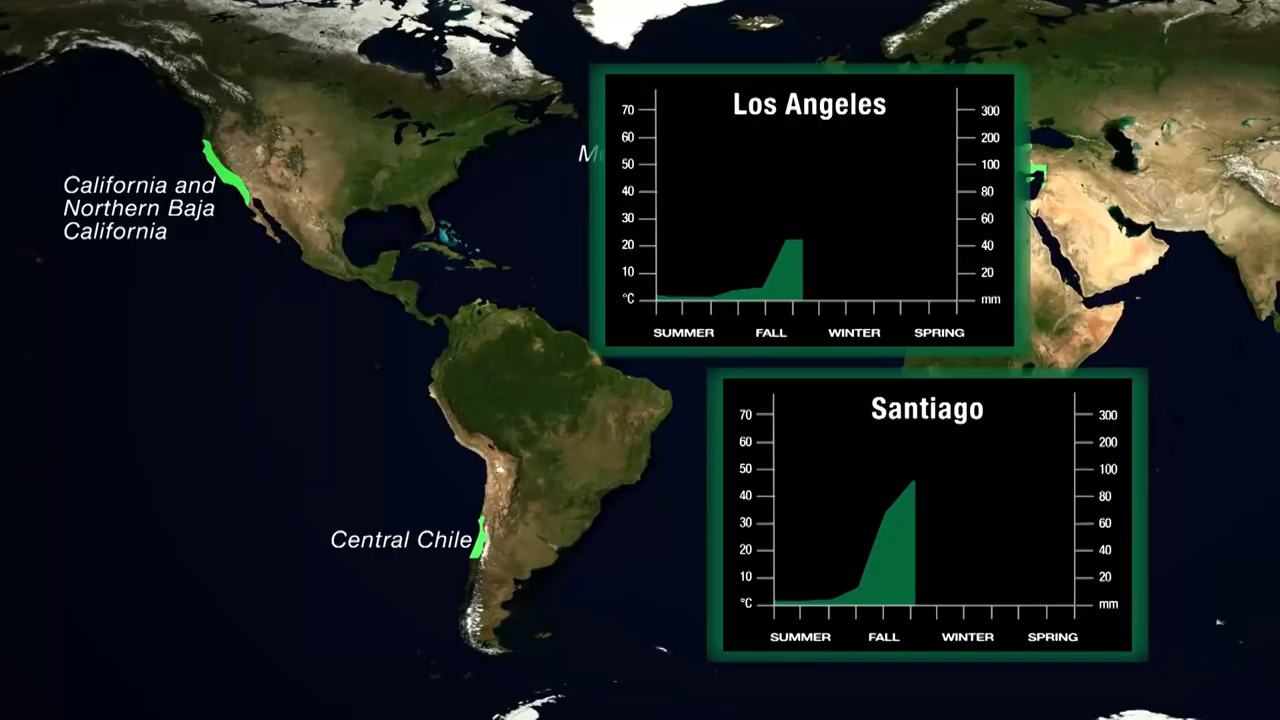 California and
Northern Baja
California
Central Chile
Los Angeles
70
60
50
40
30
20
10
°C
300
200
100
80
60
40
20
mm
SUMMER FALL WINTER SPRING
Santiago
70
60
50
40
30
20
10
°C
300
200
100
80
60
40
20
mm
SUMMER FALL WINTER SPRING